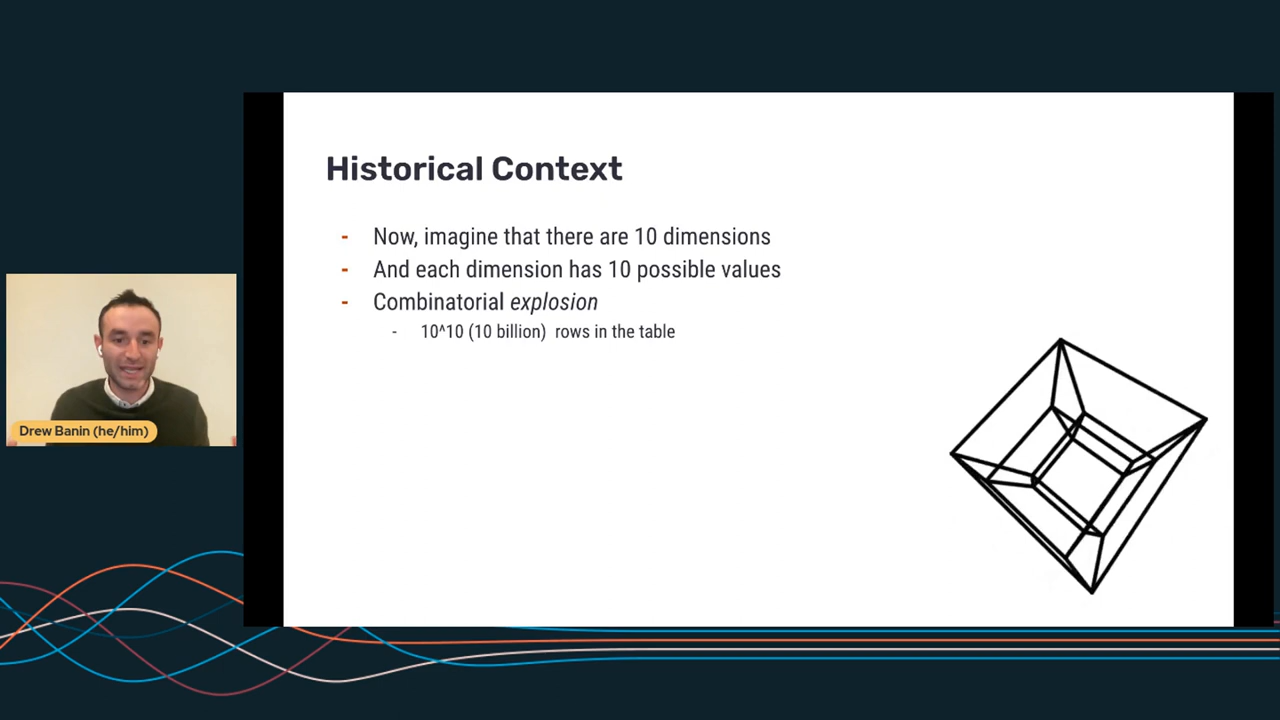 Historical Context
- Now, imagine that there are 10 dimensions
- And each dimension has 10 possible values
- Combinatorial explosion
- 10^10 (10 billion) rows in the table
Drew Banin (he/him)